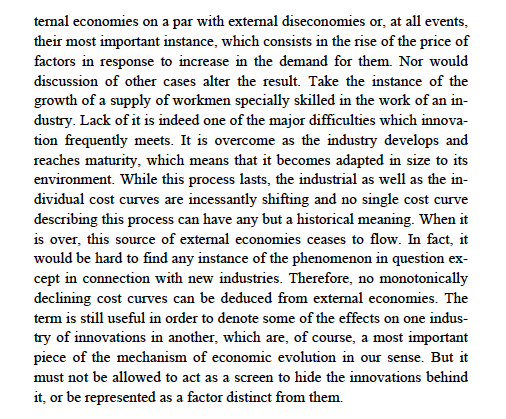 ternal economies on a par with external diseconomies or, at all events,
their most important instance, which consists in the rise of the price of
factors in response to increase in the demand for them. Nor would
discussion of other cases alter the result. Take the instance of the
growth of a supply of workmen specially skilled in the work of an in-
dustry. Lack of it is indeed one of the major difficulties which innova-
tion frequently meets. It is overcome as the industry develops and
reaches maturity, which means that it becomes adapted in size to its
environment. While this process lasts, the industrial as well as the in-
dividual cost curves are incessantly shifting and no single cost curve
describing this process can have any but a historical meaning. When it
is over, this source of external economies ceases to flow. In fact, it
would be hard to find any instance of the phenomenon in question ex-
cept in connection with new industries. Therefore, no monotonically
declining cost curves can be deduced from external economies. The
term is still useful in order to denote some of the effects on one indus-
try of innovations in another, which are, of course, a most important
piece of the mechanism of economic evolution in our sense. But it
must not be allowed to act as a screen to hide the innovations behind
it, or be represented as a factor distinct from them.